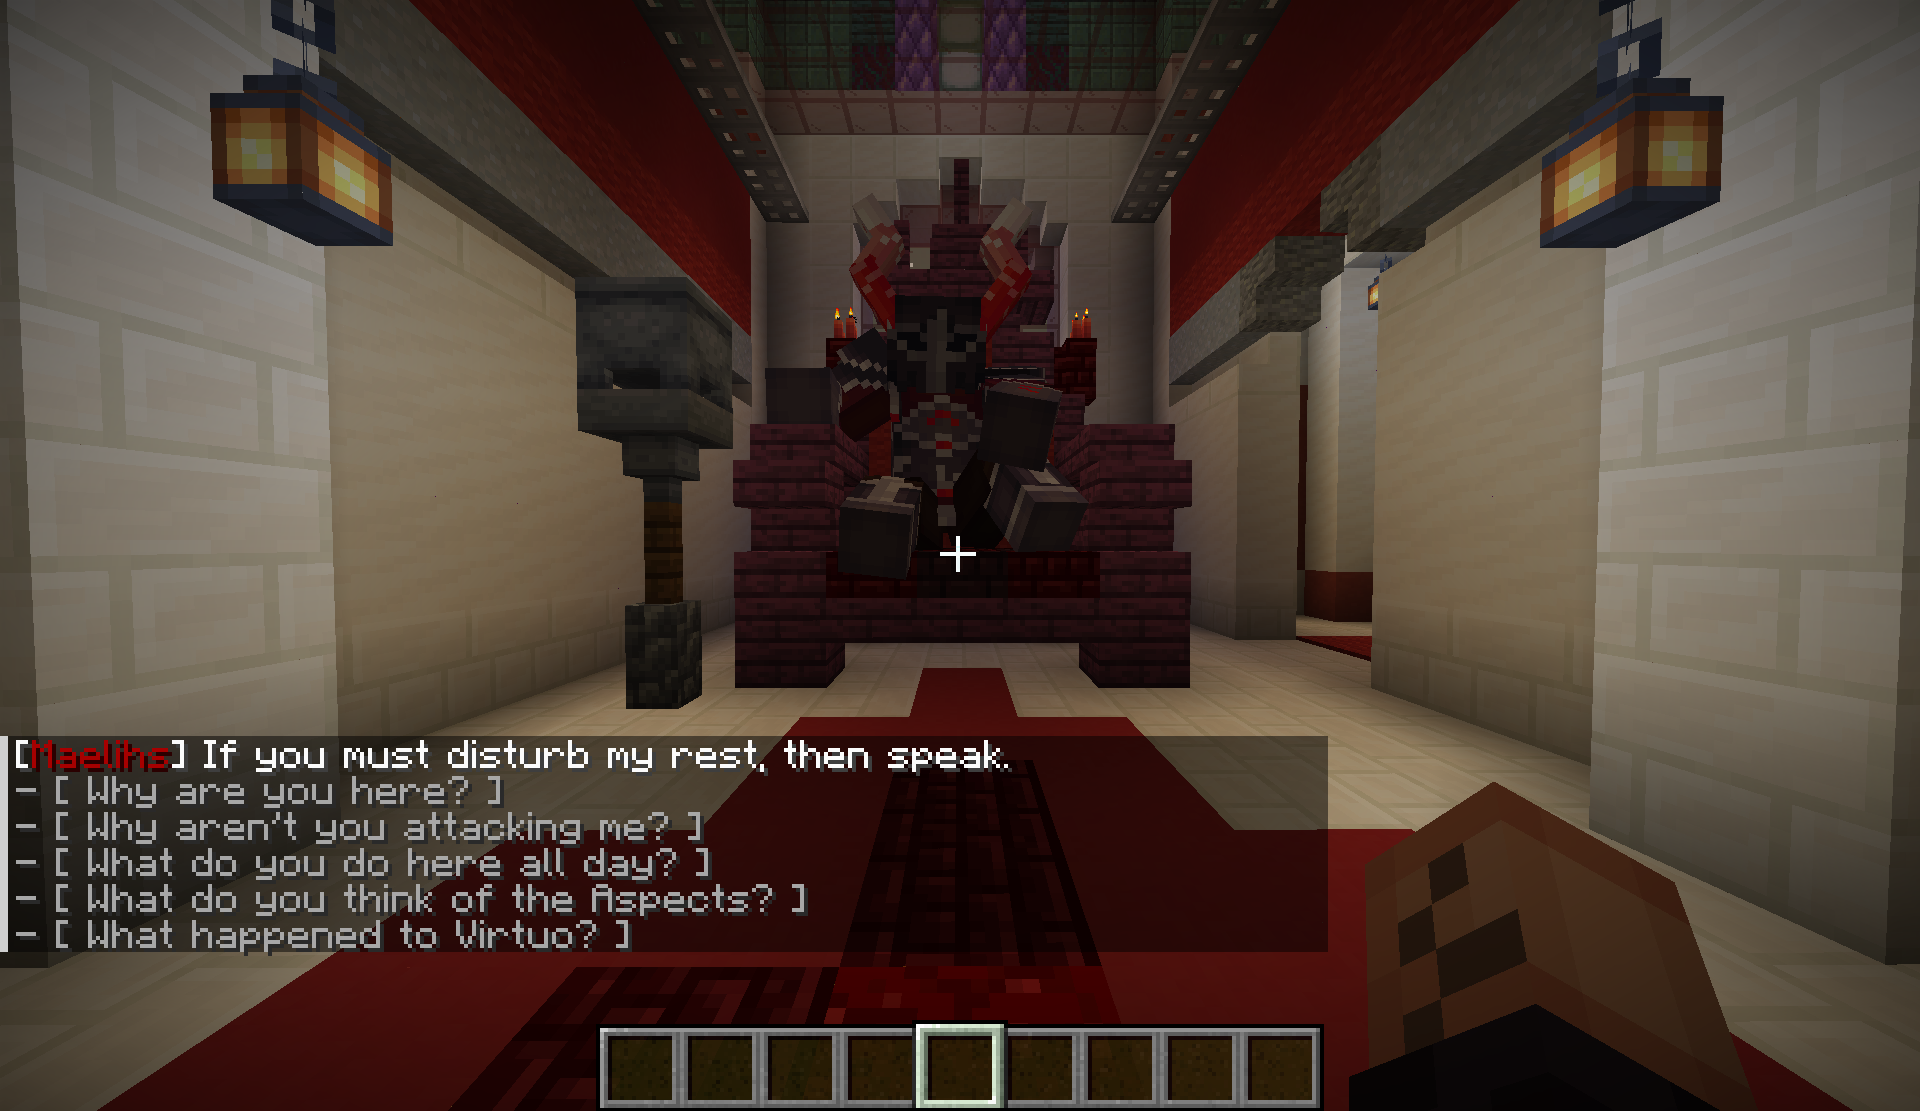 [Maelihs] If you must disturb my rest, then speak.
- [ Why are you here? ]
- [ Why aren't you attacking me? ]
- [ What do you do here all day? ]
- [ What do you think of the Aspects? ]
- [ What happened to Virtuo? ]